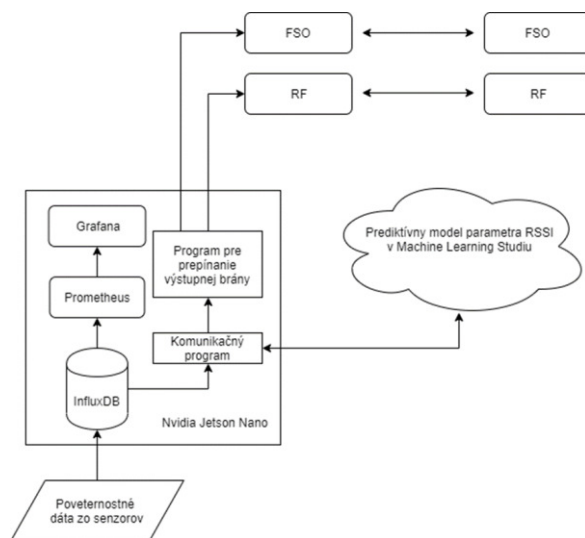 FSO
FSO
RF
RF
Grafana
Program pre
prepínanie
výstupnej brány
Prediktívny model parametra RSSI
v Machine Learning Studiu
Prometheus
Komunikačný
program
InfluxDB
Nvidia Jetson Nano
Poveternostné
dáta zo senzorov